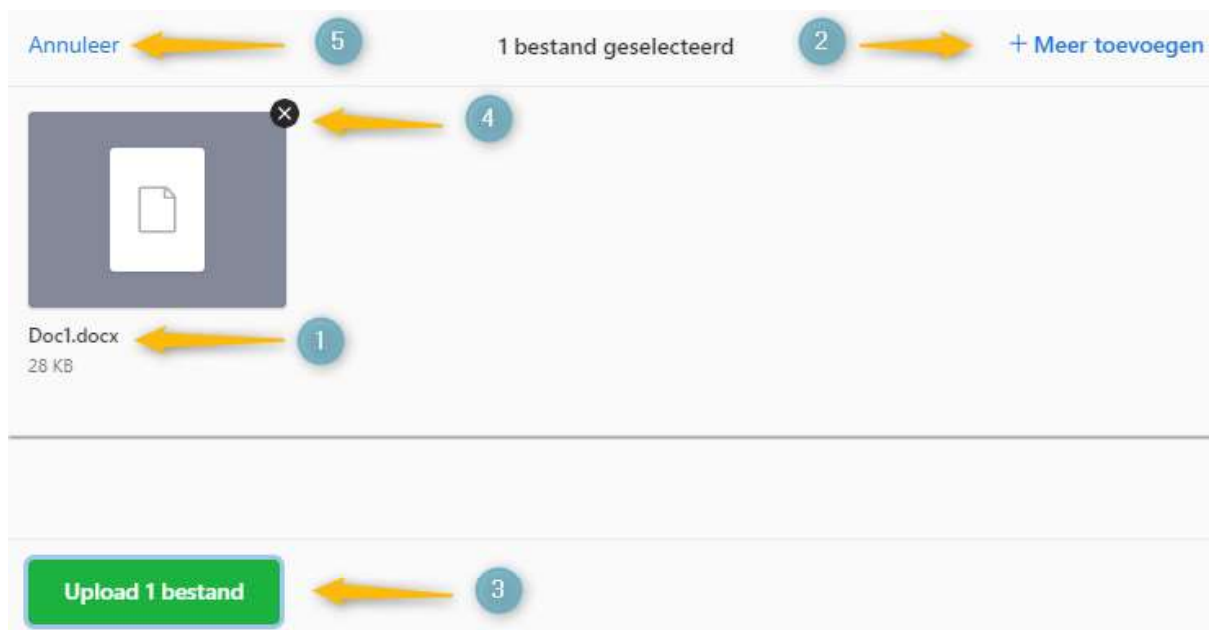 Annuleer 5 1 bestand geselecteerd 2 + Meer toevoegen
4
Doc1.docx 1
28 KB
Upload 1 bestand 3